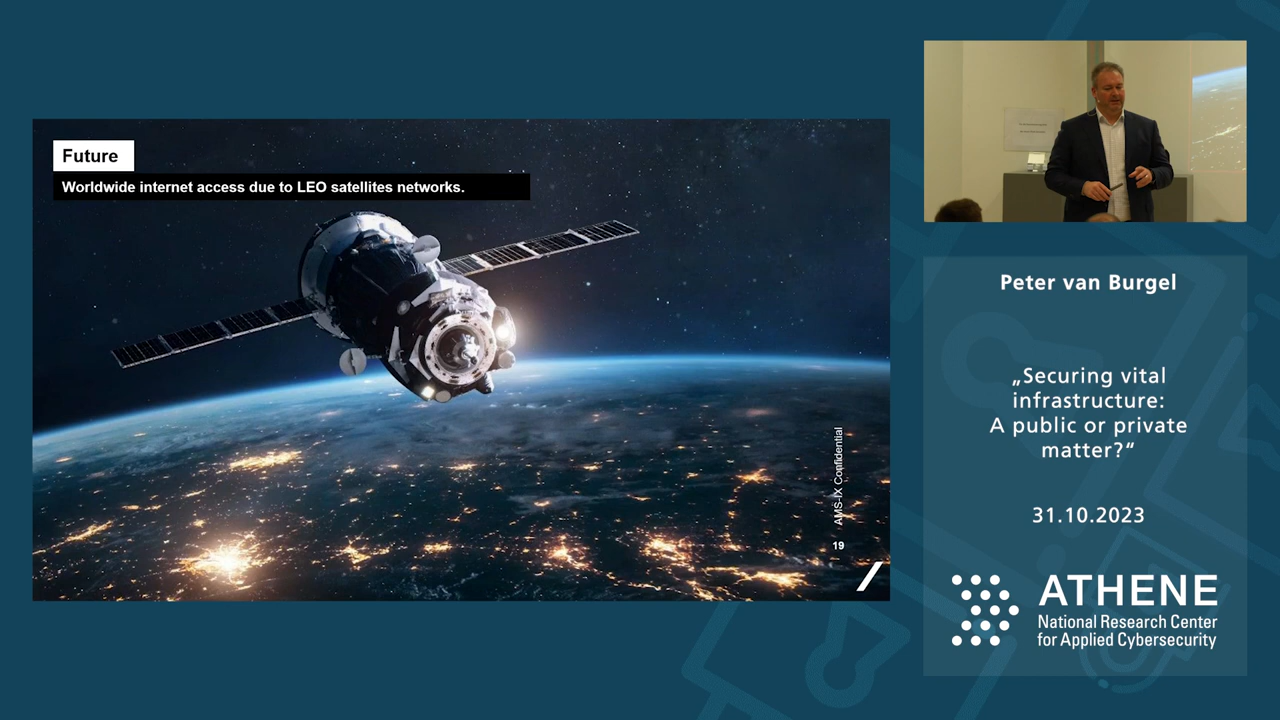 Future
Worldwide internet access due to LEO satellites networks.
AMS-IX Confidential
19
Peter van Burgel
„Securing vital
infrastructure:
A public or private
matter?“
31.10.2023
ATHENE
National Research Center
for Applied Cybersecurity